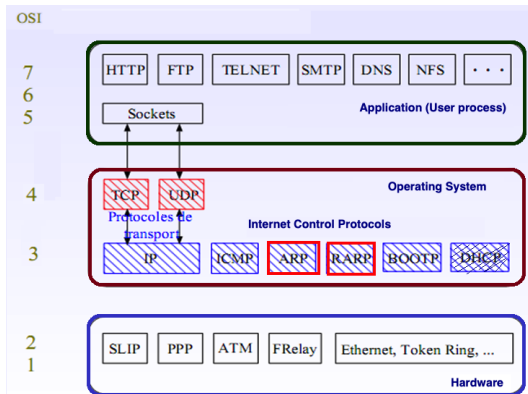 OSI
7 HTTP FTP TELNET SMTP DNS NFS . . .
6
5 Sockets Application (User process)
4 TCP UDP Operating System
Protocoles de
transport Internet Control Protocols
3 IP ICMP ARP RARP BOOTP DHCP
2 SLIP PPP ATM FRelay Ethernet, Token Ring, ...
1
Hardware